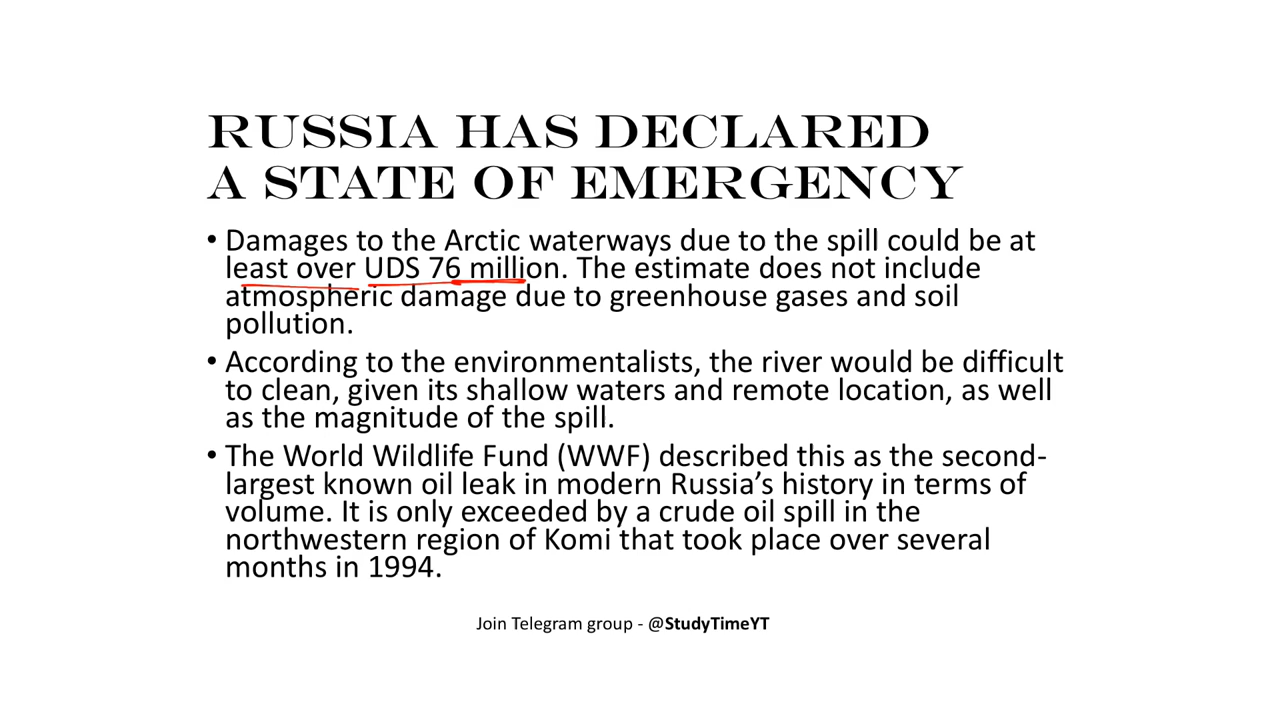 RUSSIA HAS DECLARED
A STATE OF EMERGENCY
• Damages to the Arctic waterways due to the spill could be at
least over UDS 76 million. The estimate does not include
atmospheric damage due to greenhouse gases and soil
pollution.
• According to the environmentalists, the river would be difficult
to clean, given its shallow waters and remote location, as well
as the magnitude of the spill.
• The World Wildlife Fund (WWF) described this as the second-
largest known oil leak in modern Russia’s history in terms of
volume. It is only exceeded by a crude oil spill in the
northwestern region of Komi that took place over several
months in 1994.
Join Telegram group - @StudyTimeYT